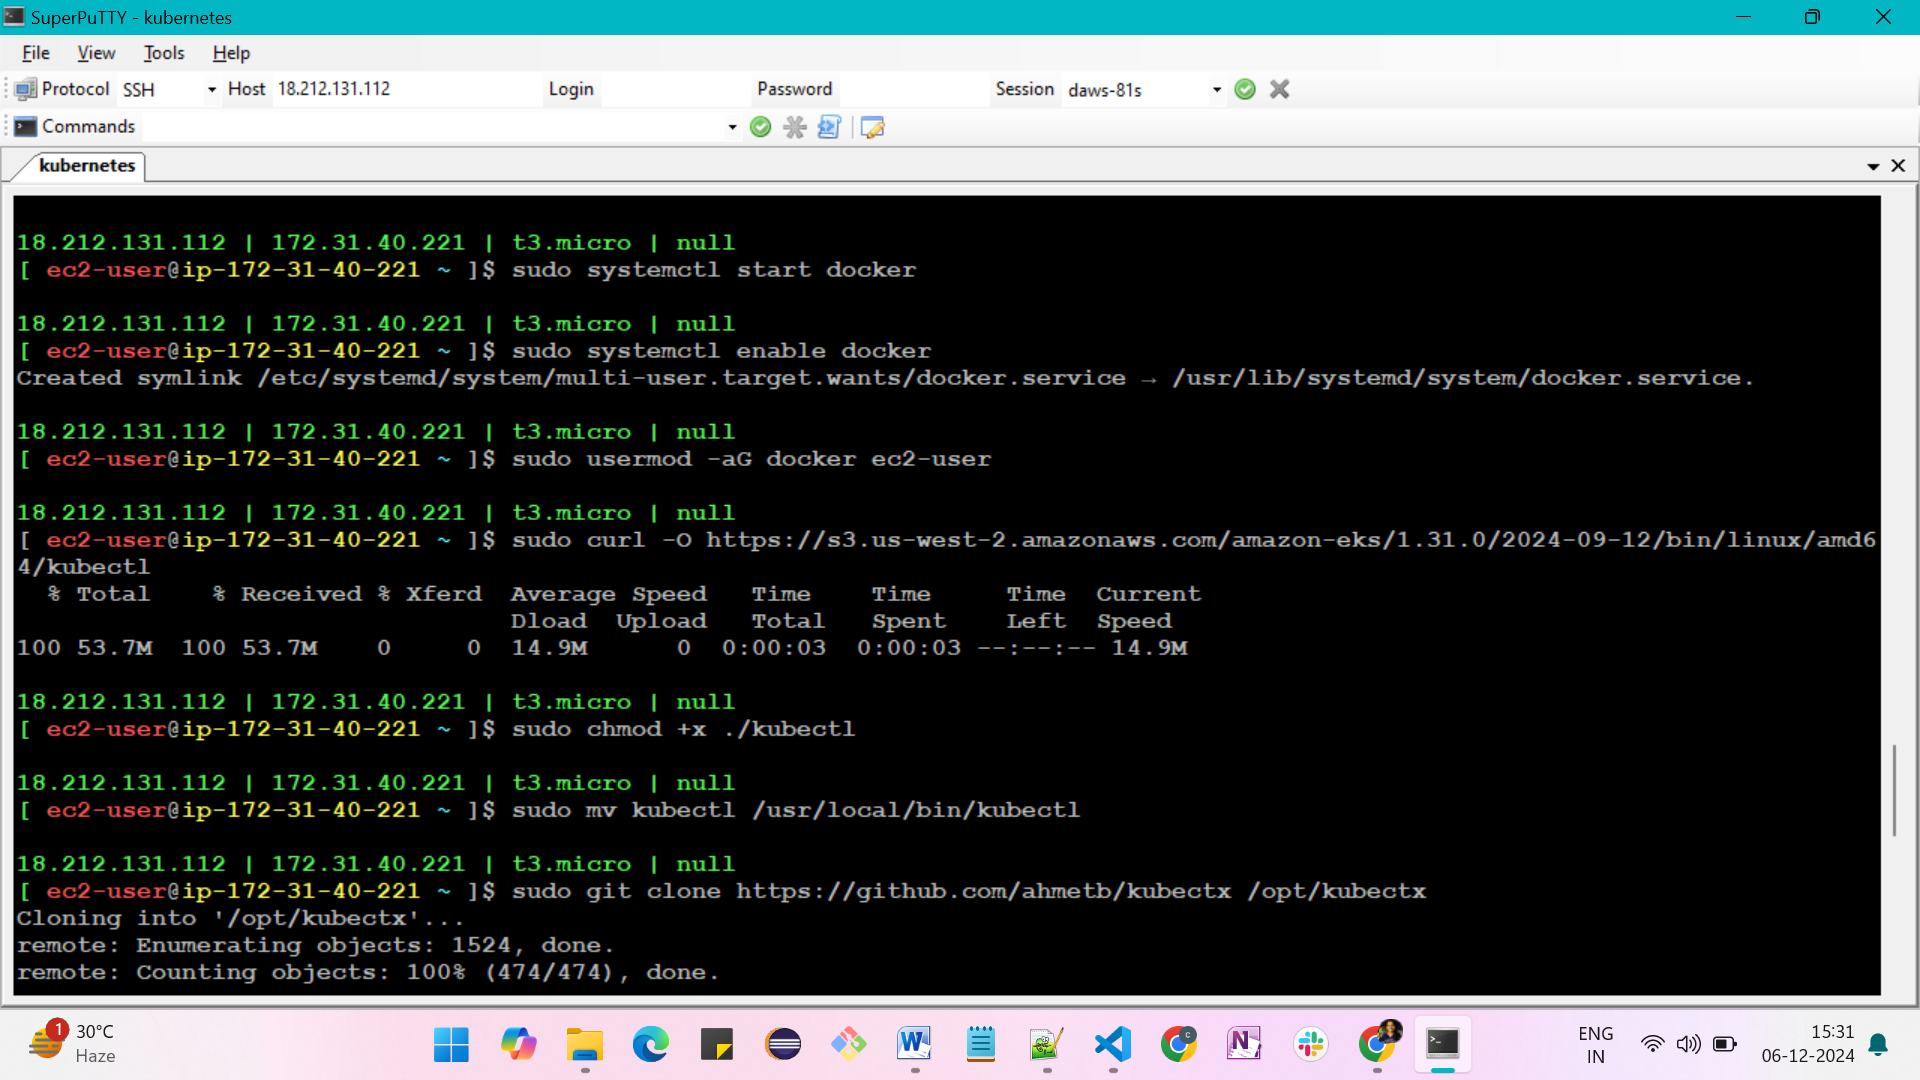 SuperPuTTY - kubernetes
File View Tools Help
Protocol SSH Host 18.212.131.112 Login Password Session daws-81s
Commands
kubernetes
18.212.131.112 | 172.31.40.221 | t3.micro | null
[ ec2-user@ip-172-31-40-221 ~ ]$ sudo systemctl start docker
18.212.131.112 | 172.31.40.221 | t3.micro | null
[ ec2-user@ip-172-31-40-221 ~ ]$ sudo systemctl enable docker
Created symlink /etc/systemd/system/multi-user.target.wants/docker.service → /usr/lib/systemd/system/docker.service.
18.212.131.112 | 172.31.40.221 | t3.micro | null
[ ec2-user@ip-172-31-40-221 ~ ]$ sudo usermod -aG docker ec2-user
18.212.131.112 | 172.31.40.221 | t3.micro | null
[ ec2-user@ip-172-31-40-221 ~ ]$ sudo curl -O https://s3.us-west-2.amazonaws.com/amazon-eks/1.31.0/2024-09-12/bin/linux/amd6
4/kubectl
% Total % Received % Xferd Average Speed Time Time Time Current
Dload Upload Total Spent Left Speed
100 53.7M 100 53.7M 0 0 14.9M 0 0:00:03 0:00:03 --:--:-- 14.9M
18.212.131.112 | 172.31.40.221 | t3.micro | null
[ ec2-user@ip-172-31-40-221 ~ ]$ sudo chmod +x ./kubectl
18.212.131.112 | 172.31.40.221 | t3.micro | null
[ ec2-user@ip-172-31-40-221 ~ ]$ sudo mv kubectl /usr/local/bin/kubectl
18.212.131.112 | 172.31.40.221 | t3.micro | null
[ ec2-user@ip-172-31-40-221 ~ ]$ sudo git clone https://github.com/ahmetb/kubectx /opt/kubectx
Cloning into '/opt/kubectx'...
remote: Enumerating objects: 1524, done.
remote: Counting objects: 100% (474/474), done.
1 30°C ENG 15:31
Haze IN 06-12-2024